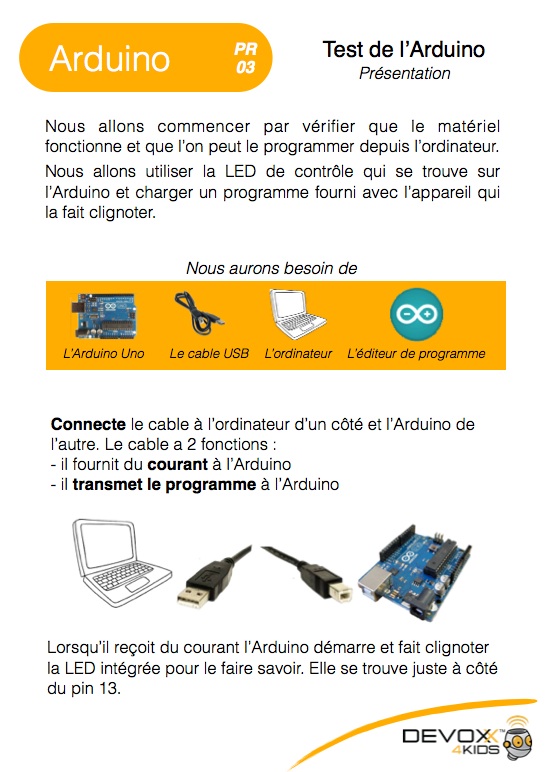 Arduino
PR
03
Test de l'Arduino
Présentation
Nous allons commencer par vérifier que le matériel
fonctionne et que l'on peut le programmer depuis l'ordinateur.
Nous allons utiliser la LED de contrôle qui se trouve sur
l'Arduino et charger un programme fourni avec l'appareil qui
la fait clignoter.
Nous aurons besoin de
L'Arduino Uno
Le cable USB
L'ordinateur
L'éditeur de programme
Connecte le cable à l'ordinateur d'un côté et l'Arduino de
l'autre. Le cable a 2 fonctions :
- il fournit du courant à l'Arduino
- il transmet le programme à l'Arduino
Lorsqu'il reçoit du courant l'Arduino démarre et fait clignoter
la LED intégrée pour le faire savoir. Elle se trouve juste à côté
du pin 13.
DEVOXX™
4KIDS